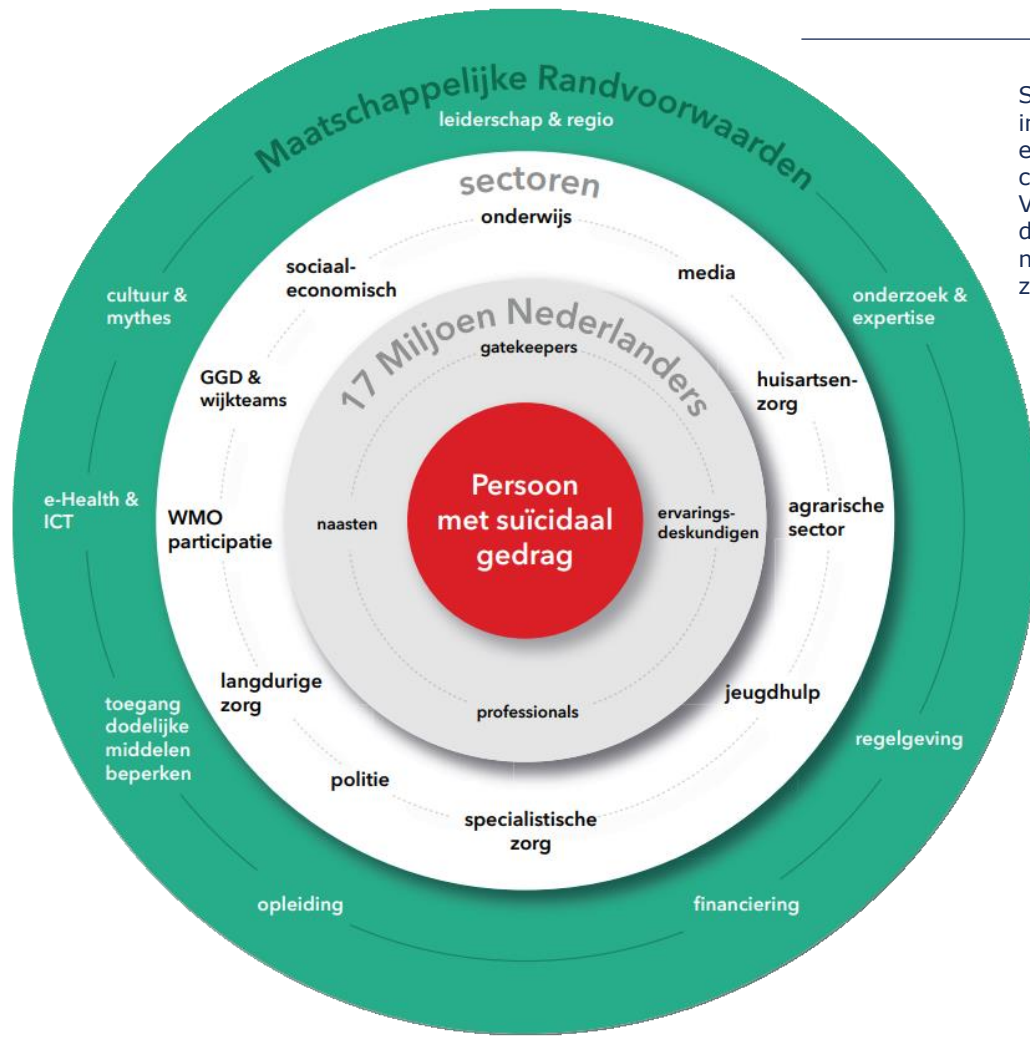 Maatschappelijke Randvoorwaarden
leiderschap & regio
sectoren
onderwijs
sociaal-
economisch
media
cultuur &
mythes
onderzoek &
expertise
17 Miljoen Nederlanders
gatekeepers
GGD &
wijkteams
huisartsen-
zorg
e-Health &
ICT
WMO
participatie
naasten
Persoon
met suïcidaal
gedrag
ervarings-
deskundigen
agrarische
sector
langdurige
zorg
professionals
jeugdhulp
toegang
dodelijke
middelen
beperken
regelgeving
politie
specialistische
zorg
opleiding
financiering